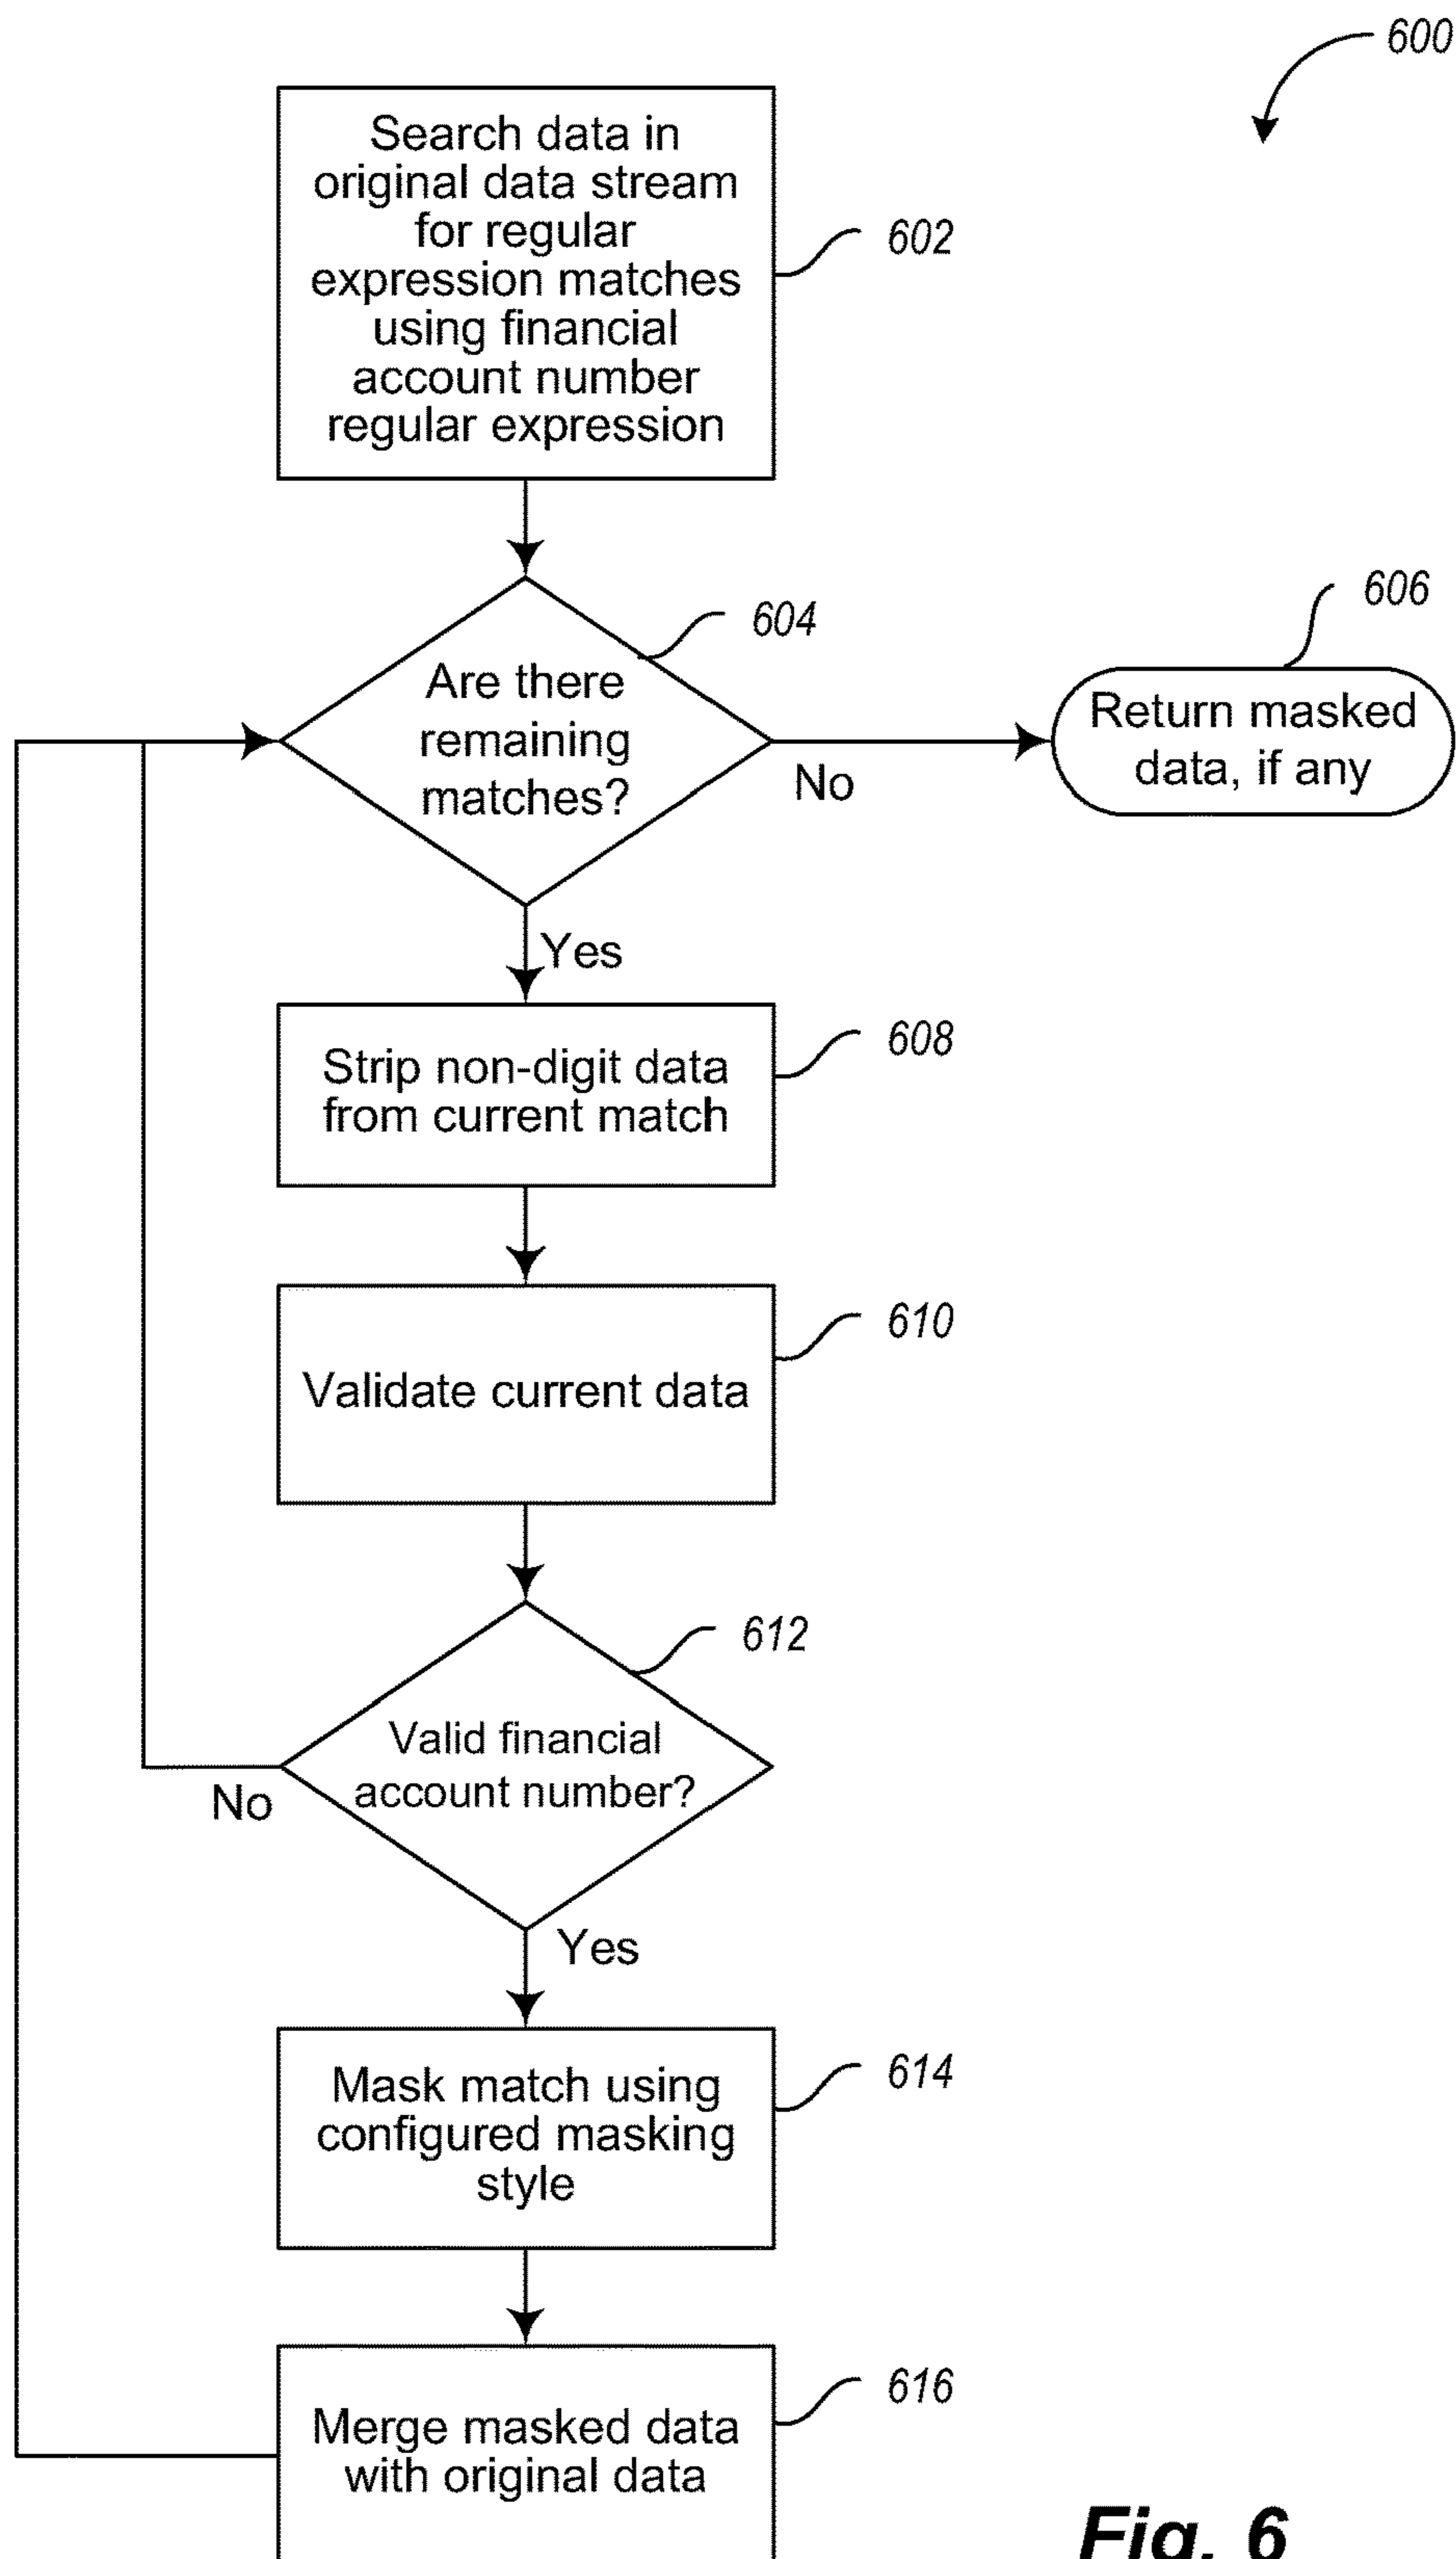 600
Search data in
original data stream
for regular
expression matches
using financial
account number
regular expression
602
604
Are there
remaining
matches?
606
Return masked
data, if any
No
Yes
Strip non-digit data
from current match
608
Validate current data
610
612
Valid financial
account number?
No
Yes
Mask match using
configured masking
style
614
Merge masked data
with original data
616
Fig. 6